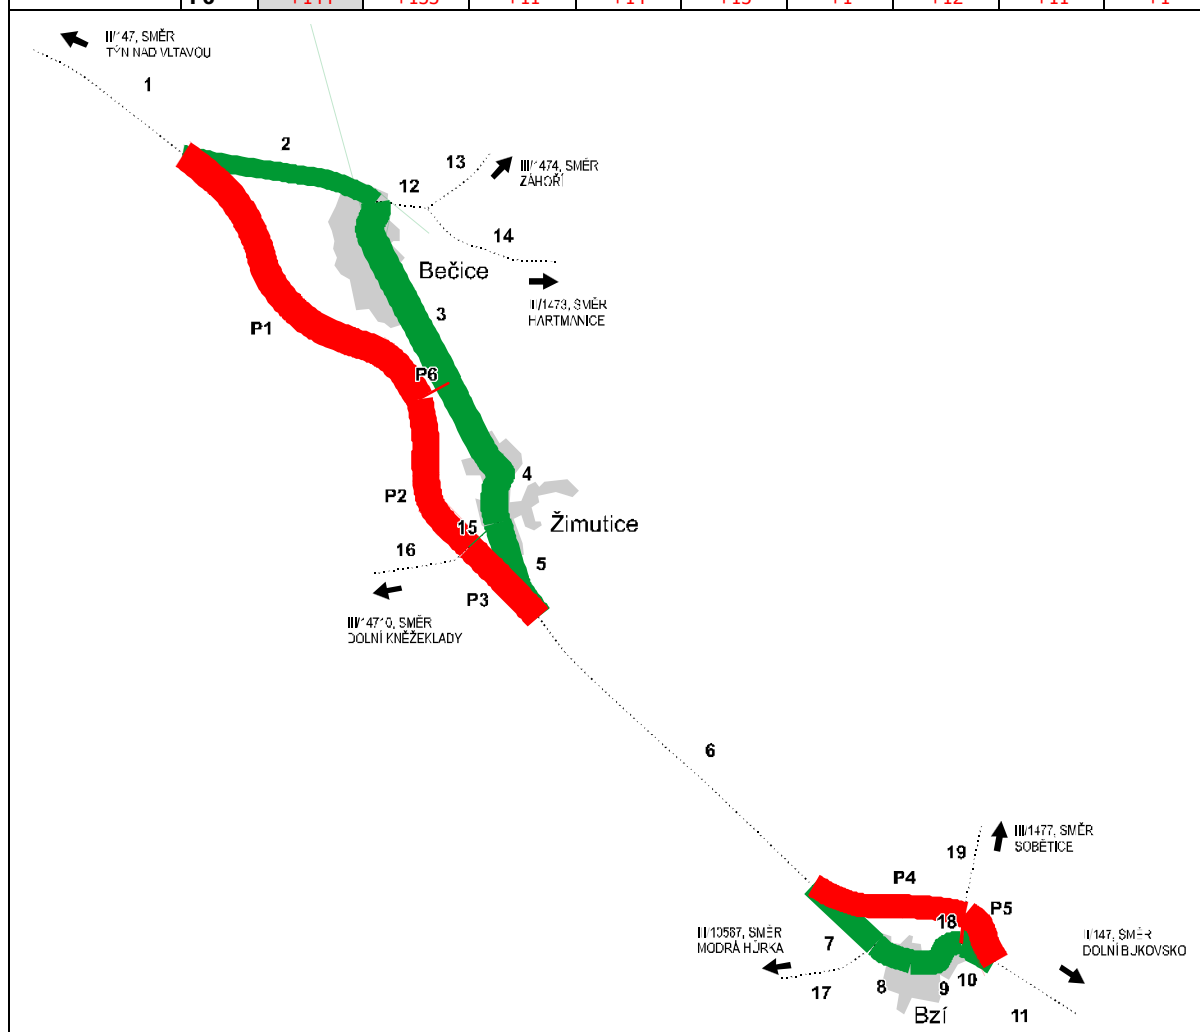 II/147, SMĚR
TÝN NAD VLTAVOU
1
2
13
III/1474, SMĚR
ZÁHOŘÍ
12
14
Bečice
II/1473, SMĚR
HARTMANICE
3
P1
P6
4
P2
15
Žimutice
16
5
P3
III/14710, SMĚR
DOLNÍ KNĚŽEKLADY
6
III/1477, SMĚR
SOBĚTICE
19
P4
P5
18
III/10587, SMĚR
MODRÁ HŮRKA
7
II/147, SMĚR
DOLNÍ BUKOVSKO
17
8
9
10
11
Bzí